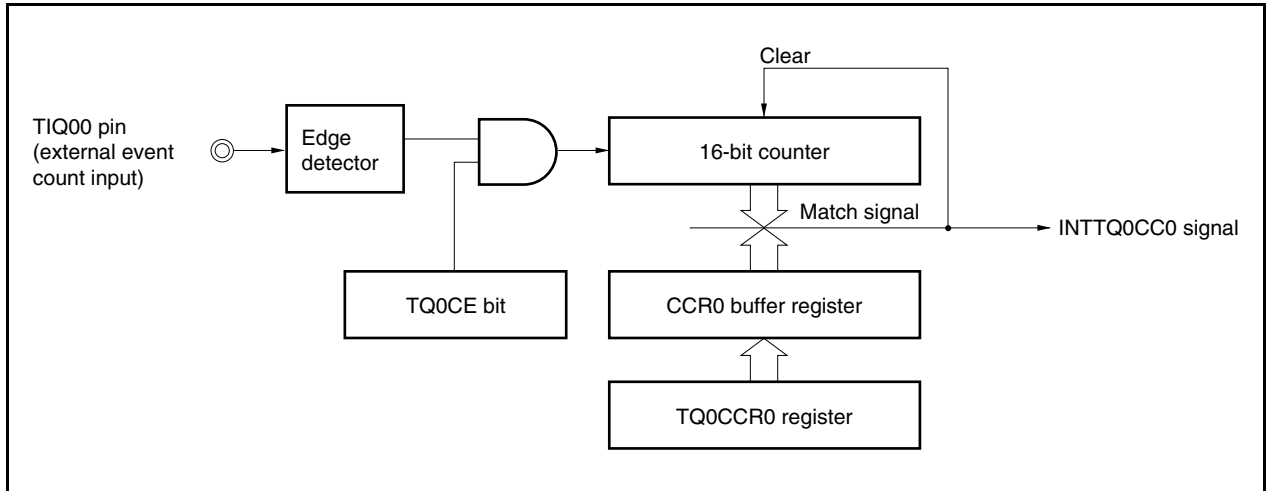 Clear
TIQ00 pin
(external event
count input)
Edge
detector
16-bit counter
Match signal
INTTQ0CC0 signal
TQ0CE bit
CCR0 buffer register
TQ0CCR0 register